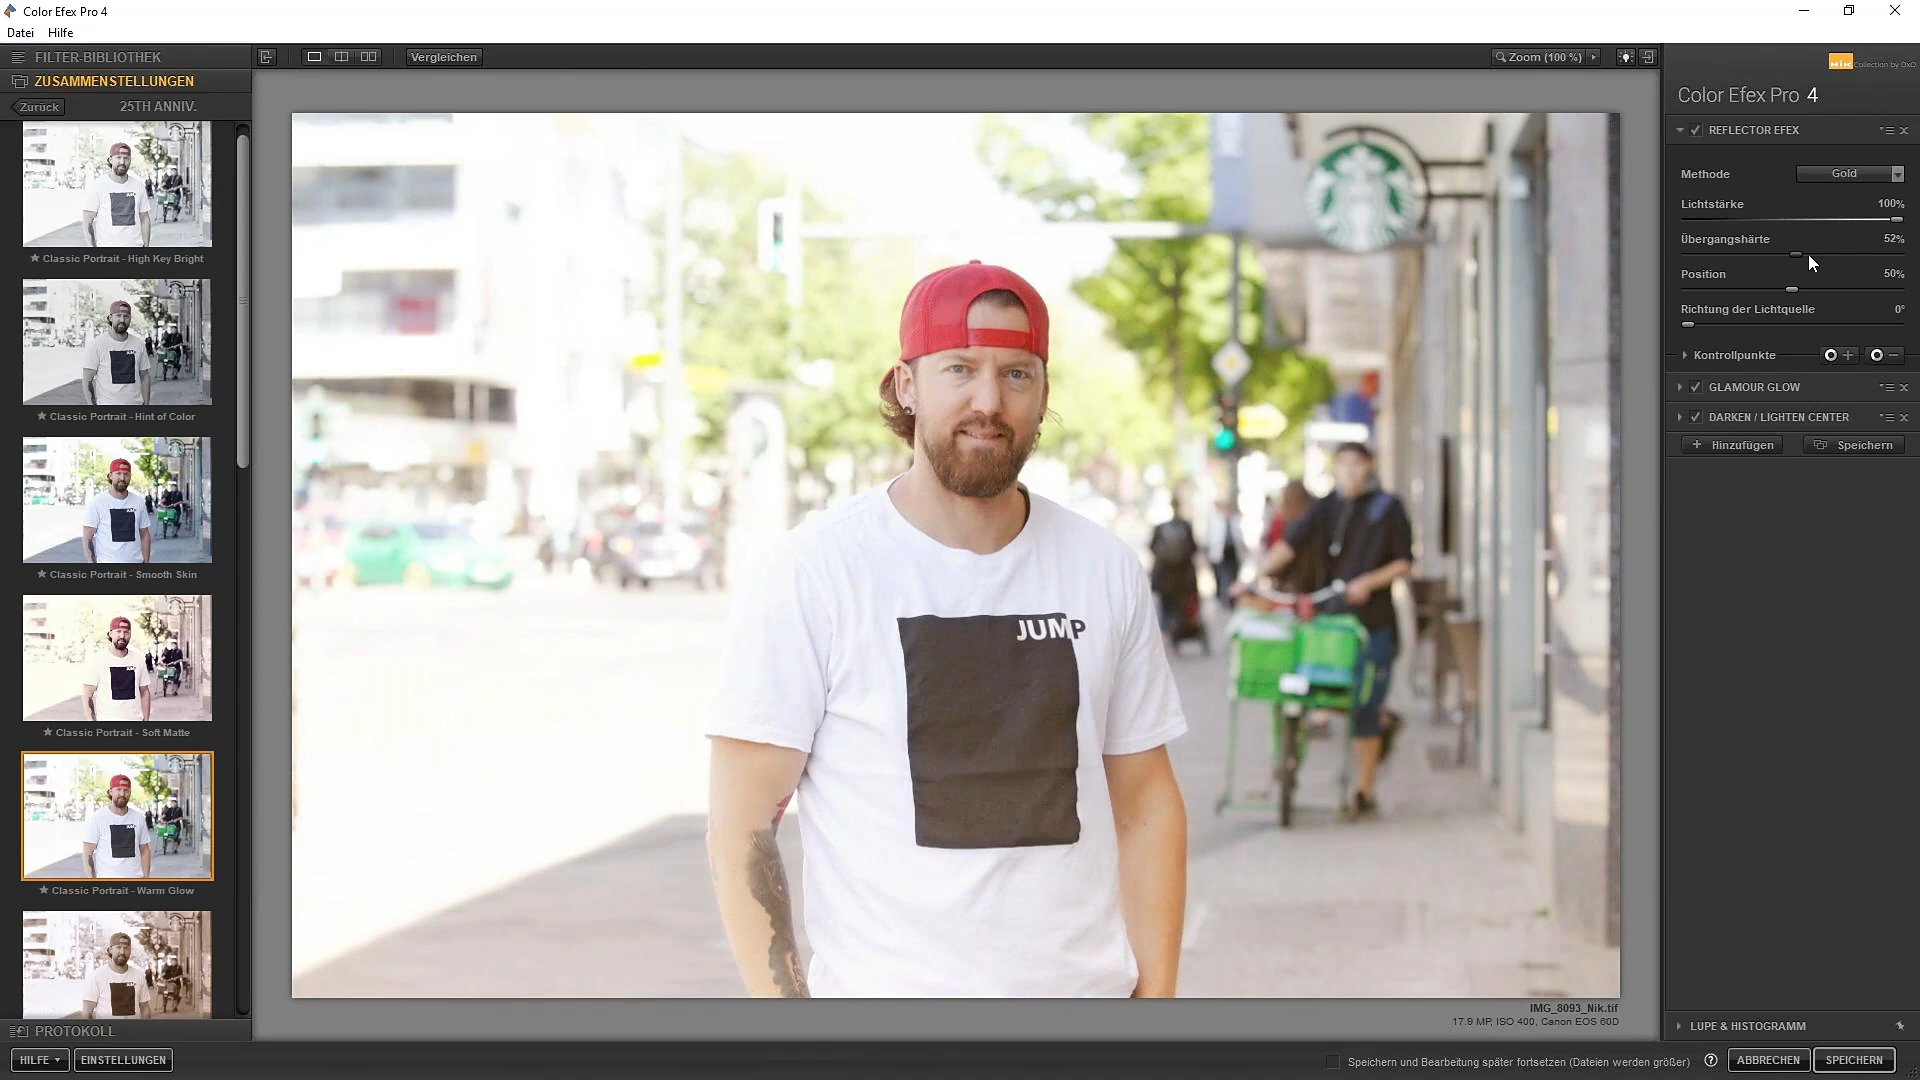 Color Efex Pro 4
Datei Hilfe
FILTER-BIBLIOTHEK
ZUSAMMENSTELLUNGEN
Zurück 25TH ANNIV.
Classic Portrait - High Key Bright
Classic Portrait - Hint of Color
Classic Portrait - Smooth Skin
Classic Portrait - Soft Matte
Classic Portrait - Warm Glow
PROTOKOLL
HILFE EINSTELLUNGEN
Vergleichen
Zoom (100 %)
JUMP
IMG_8093_Nik.tif
17.9 MP, ISO 400, Canon EOS 60D
Nik Collection by DxO
Color Efex Pro 4
REFLECTOR EFEX
Methode Gold
Lichtstärke 100%
Übergangshärte 52%
Position 50%
Richtung der Lichtquelle 0°
Kontrollpunkte
GLAMOUR GLOW
DARKEN / LIGHTEN CENTER
Hinzufügen Speichern
LUPE & HISTOGRAMM
Speichern und Bearbeitung später fortsetzen (Dateien werden größer) ABBRECHEN SPEICHERN